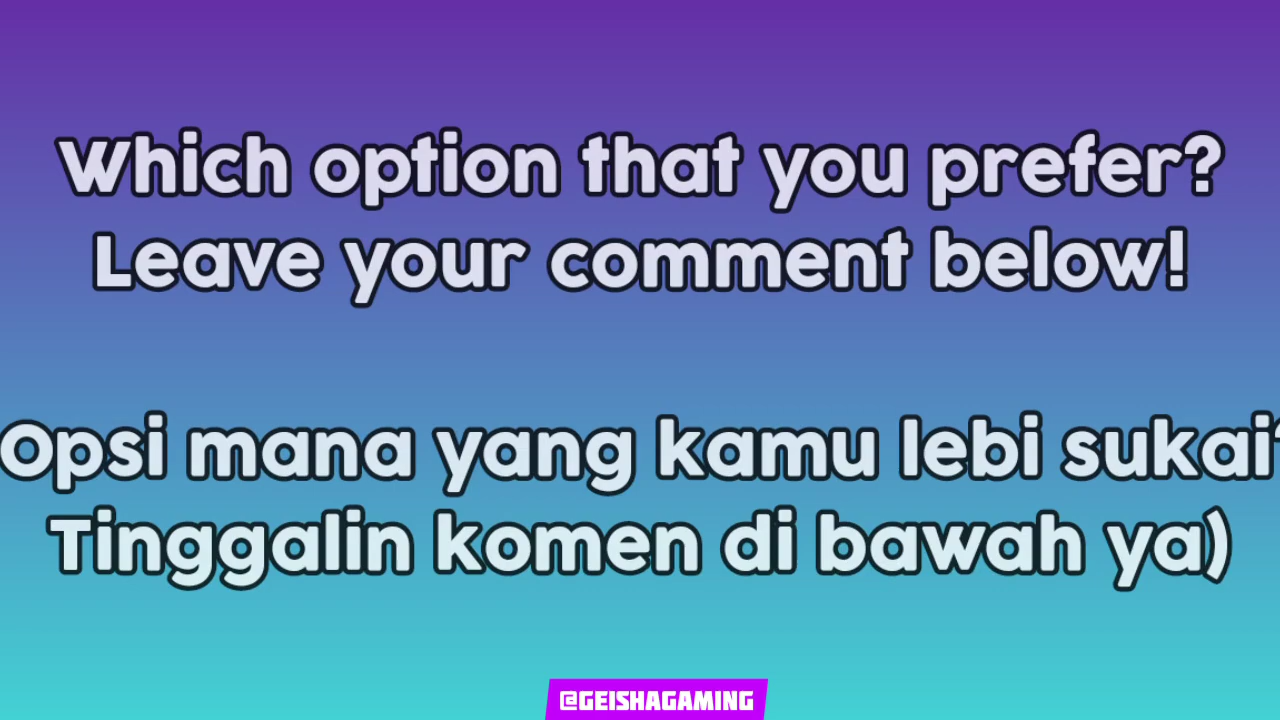 Which option that you prefer?
Leave your comment below!
Opsi mana yang kamu lebi sukai?
Tinggalin komen di bawah ya)
@GEISHAGAMING